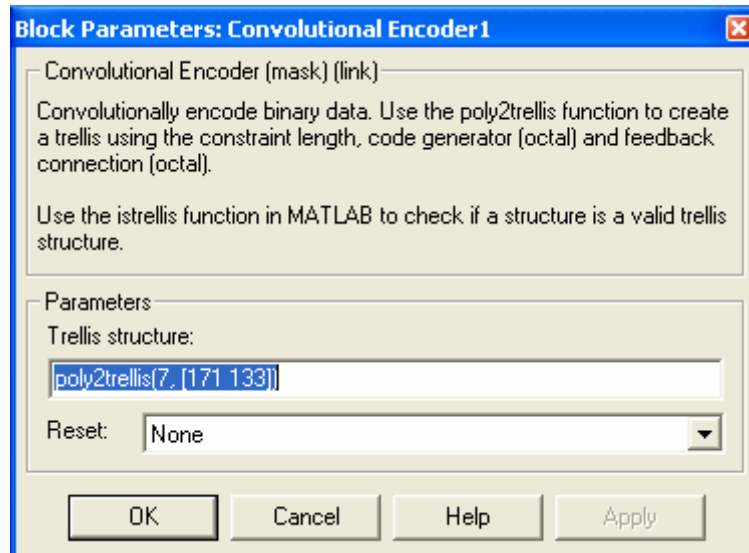 Block Parameters: Convolutional Encoder1
Convolutional Encoder (mask) (link)
Convolutionally encode binary data. Use the poly2trellis function to create
a trellis using the constraint length, code generator (octal) and feedback
connection (octal).
Use the istrellis function in MATLAB to check if a structure is a valid trellis
structure.
Parameters
Trellis structure:
poly2trellis(7, [171 133])
Reset: None
OK Cancel Help Apply